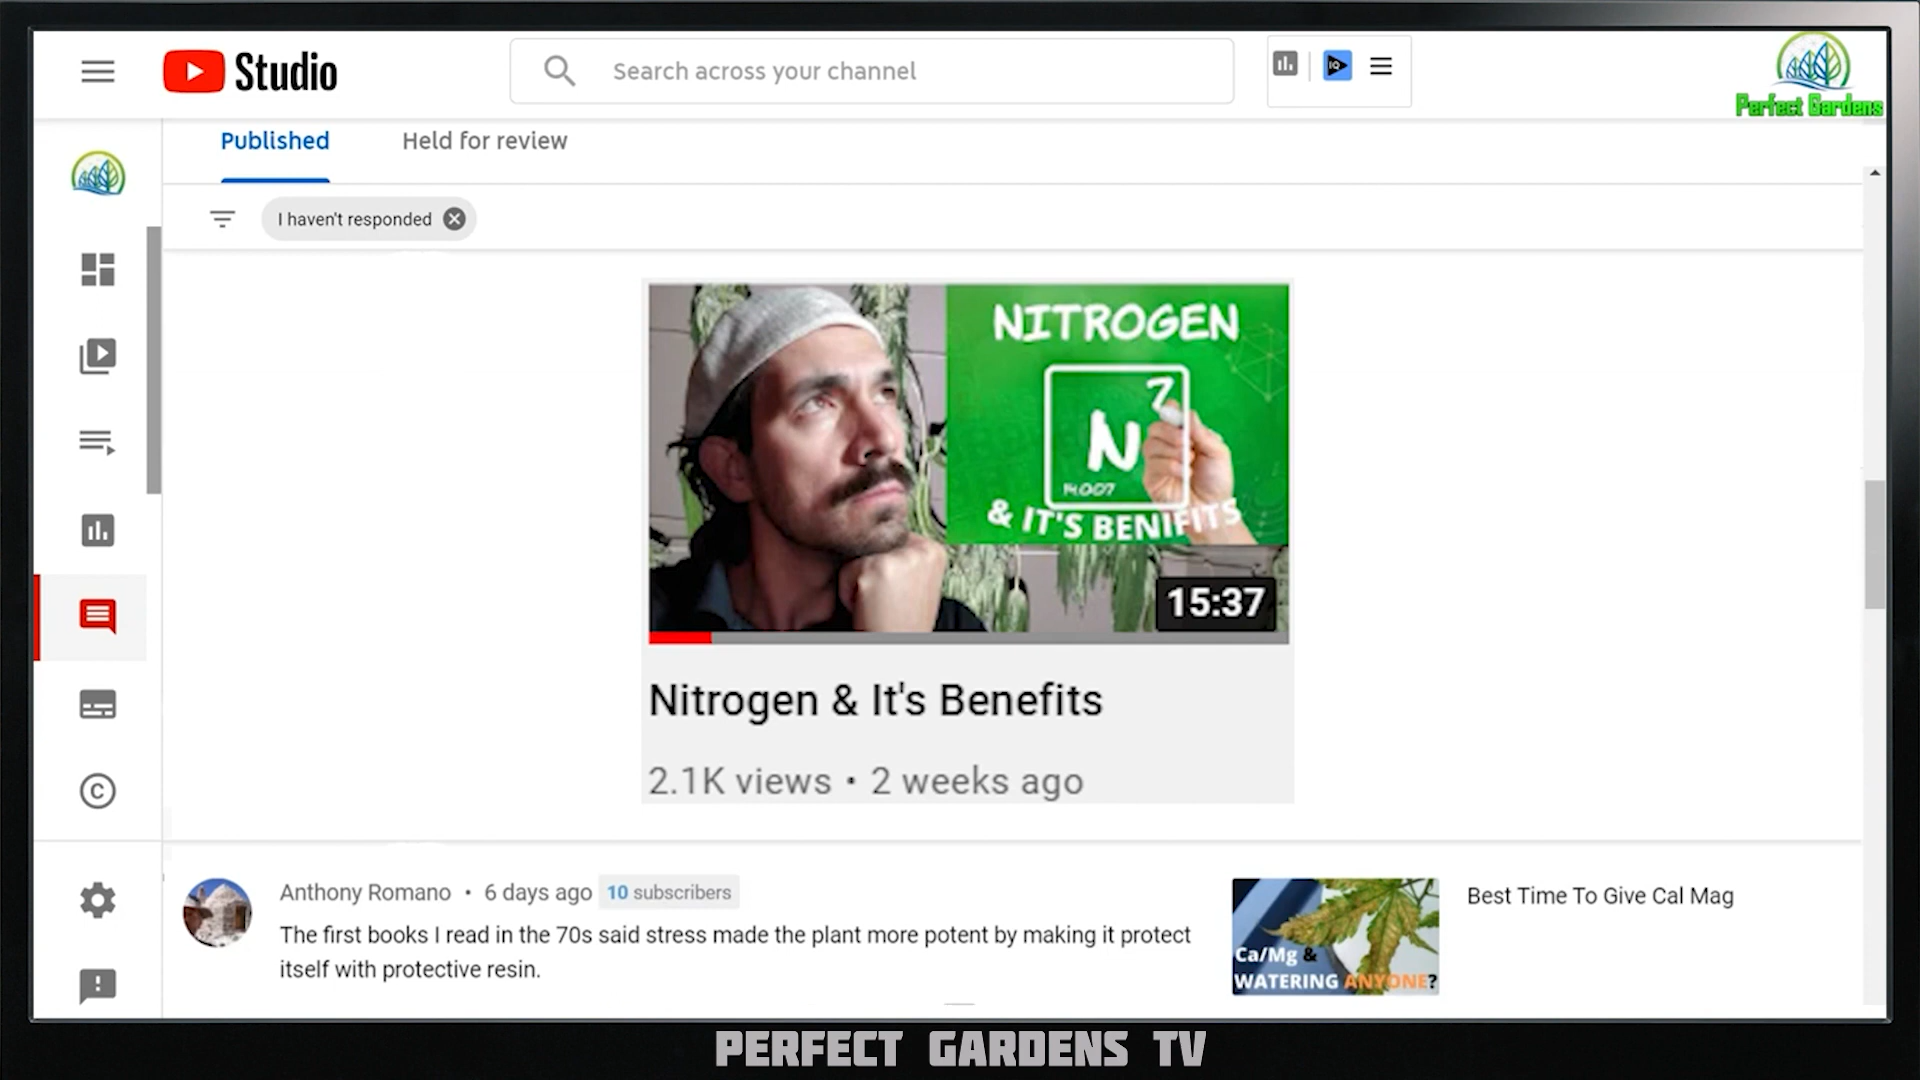 Studio
Search across your channel
IQ
Perfect Gardens
Published
Held for review
I haven't responded
NITROGEN
7
N
14.007
& IT'S BENIFITS
15:37
Nitrogen & It's Benefits
2.1K views • 2 weeks ago
Anthony Romano • 6 days ago 10 subscribers
The first books I read in the 70s said stress made the plant more potent by making it protect
itself with protective resin.
Ca/Mg &
WATERING ANYONE?
Best Time To Give Cal Mag
PERFECT GARDENS TV